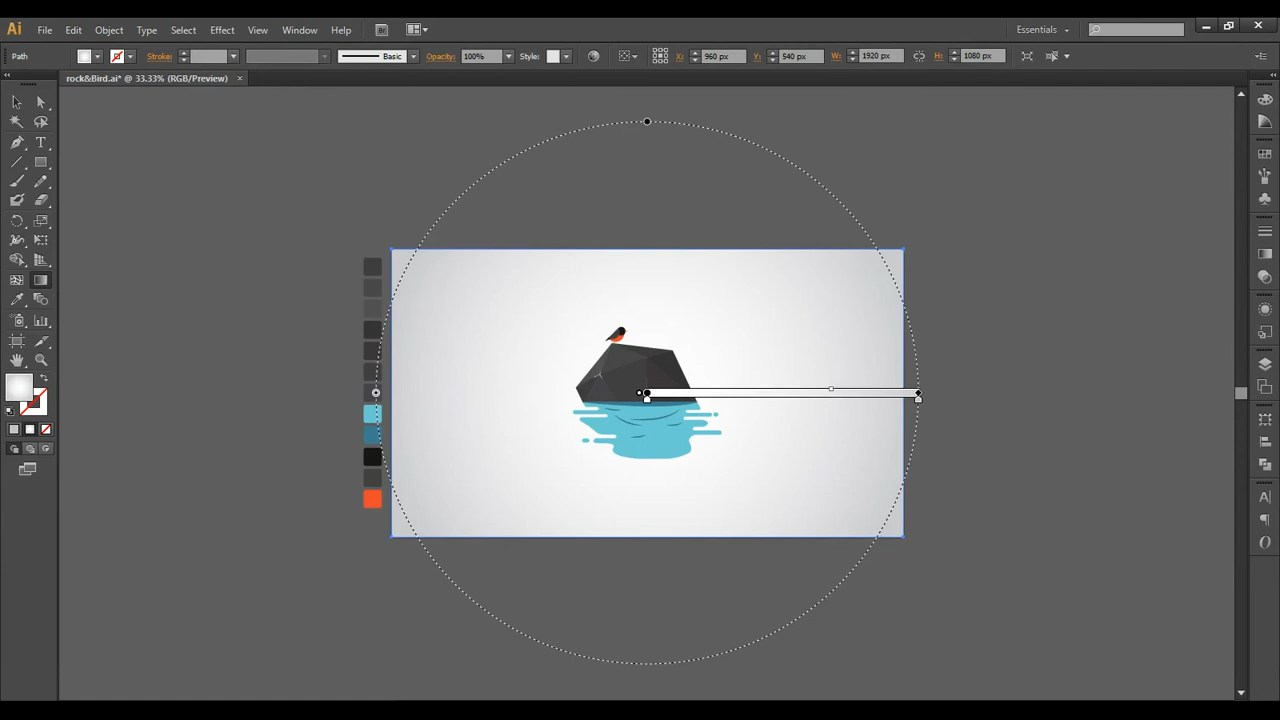 Ai File Edit Object Type Select Effect View Window Help Essentials
Path Stroke: Basic Opacity: 100% Style: X: 960 px Y: 540 px W: 1920 px H: 1080 px
rock&Bird.ai* @ 33.33% (RGB/Preview)
T
A